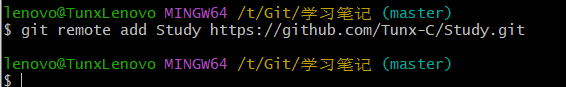 lenovo@TunxLenovo MINGW64 /t/Git/学习笔记 (master)
$ git remote add Study https://github.com/Tunx-C/Study.git
lenovo@TunxLenovo MINGW64 /t/Git/学习笔记 (master)
$